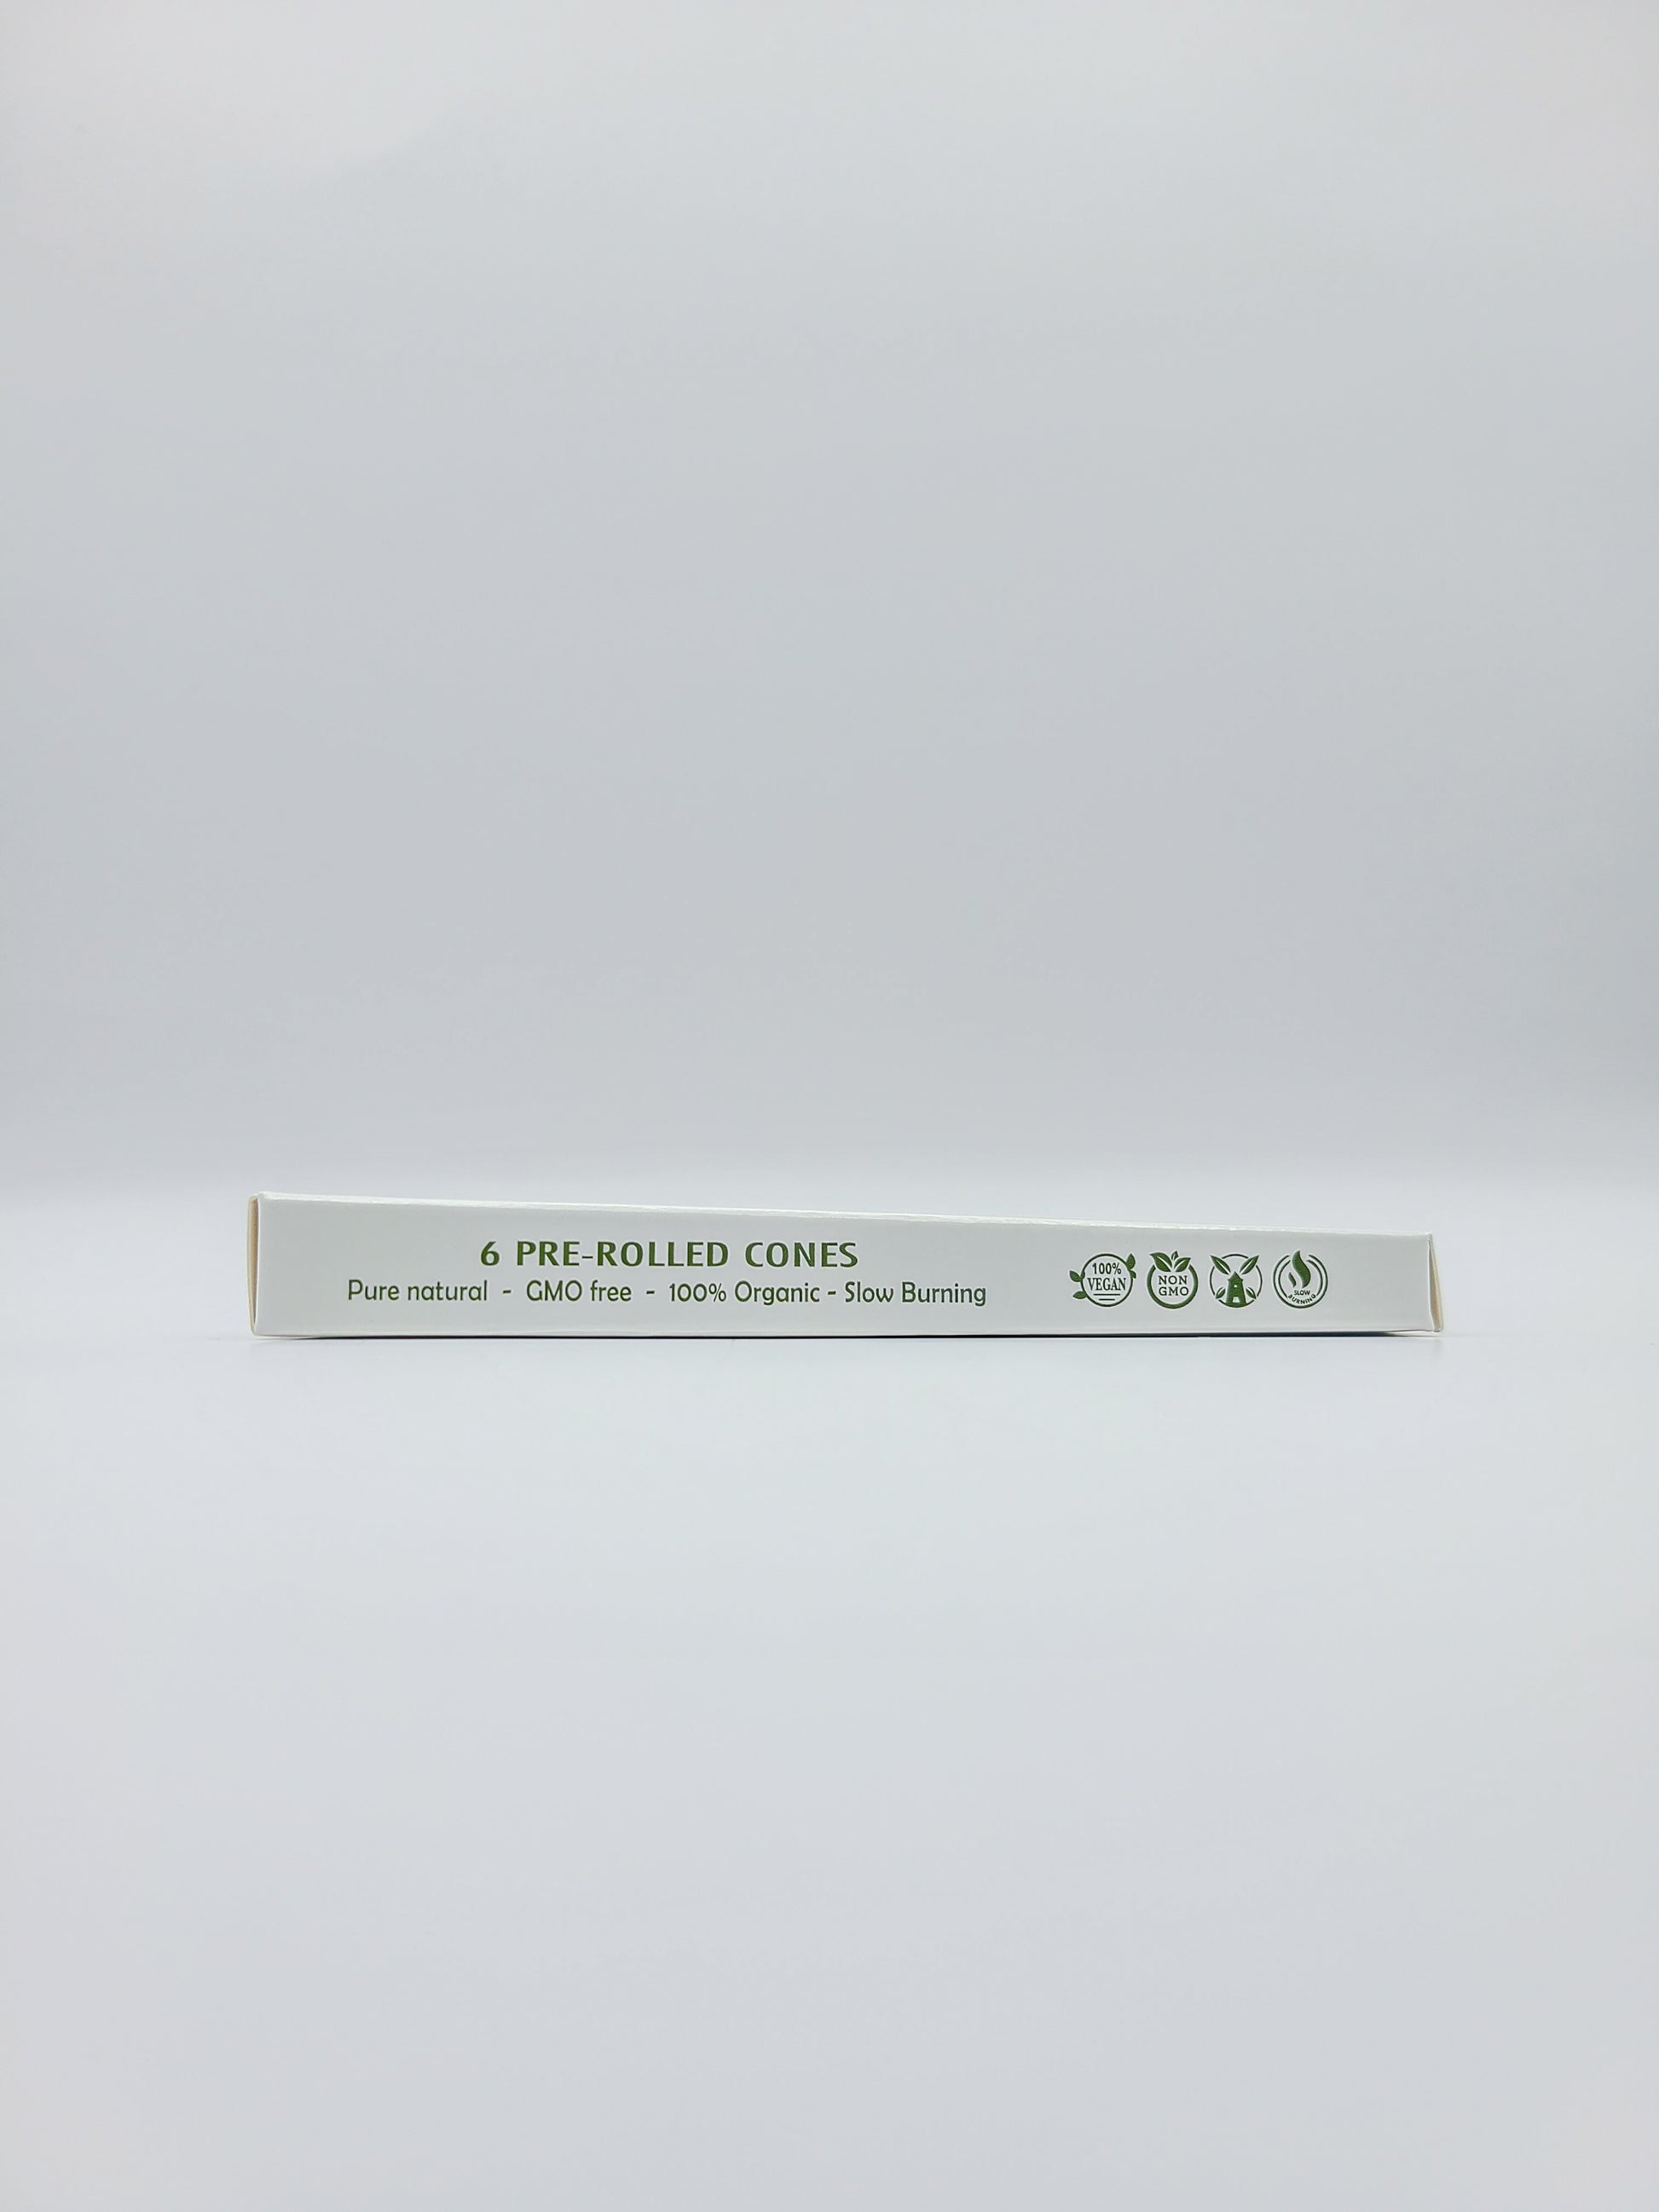 6 PRE-ROLLED CONES
Pure natural - GMO free - 100% Organic - Slow Burning
100%
VEGAN
NON
GMO
SLOW
BURNING